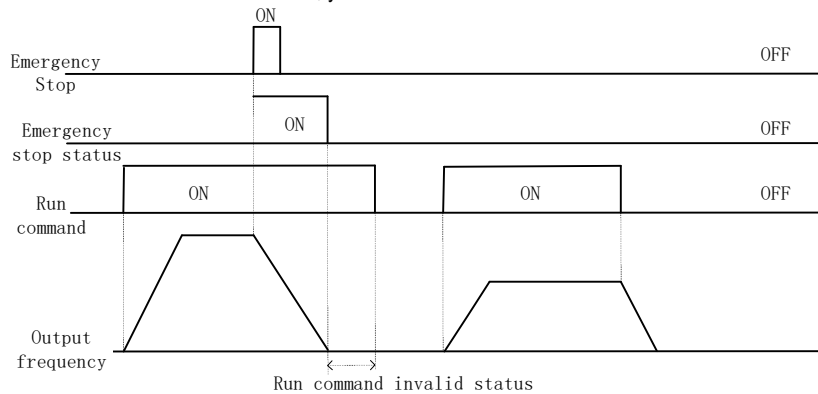 ON
Emergency
Stop
OFF
Emergency
stop status
ON
OFF
Run
command
ON
ON
OFF
Output
frequency
Run command invalid status